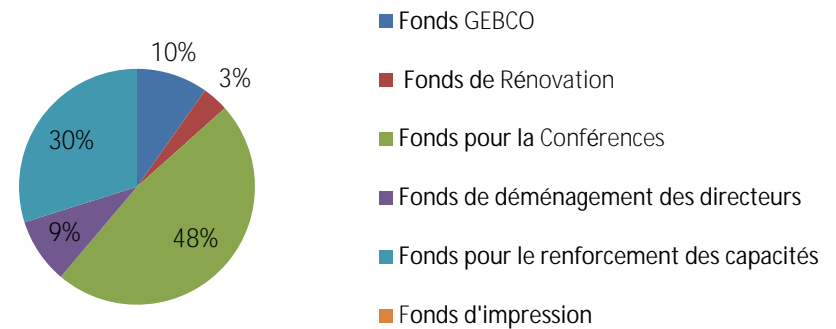 10%
3%
30%
9%
48%
Fonds GEBCO
Fonds de Rénovation
Fonds pour la Conférences
Fonds de déménagement des directeurs
Fonds pour le renforcement des capacités
Fonds d'impression